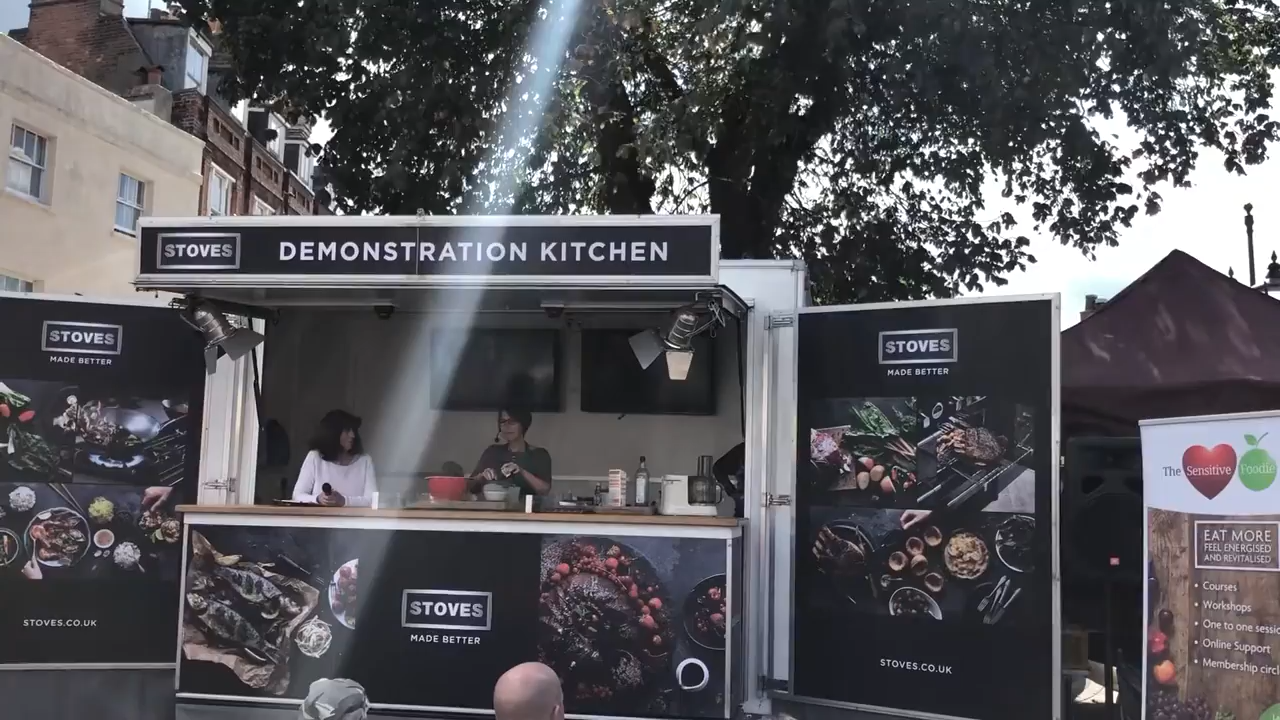 STOVES
DEMONSTRATION KITCHEN
STOVES
MADE BETTER
STOVES.CO.UK
STOVES
MADE BETTER
STOVES
MADE BETTER
STOVES.CO.UK
The Sensitive Foodie
EAT MORE
FEEL ENERGISED
AND REVITALISED
• Courses
• Workshops
• One to one sessio
• Online Support
• Membership circl